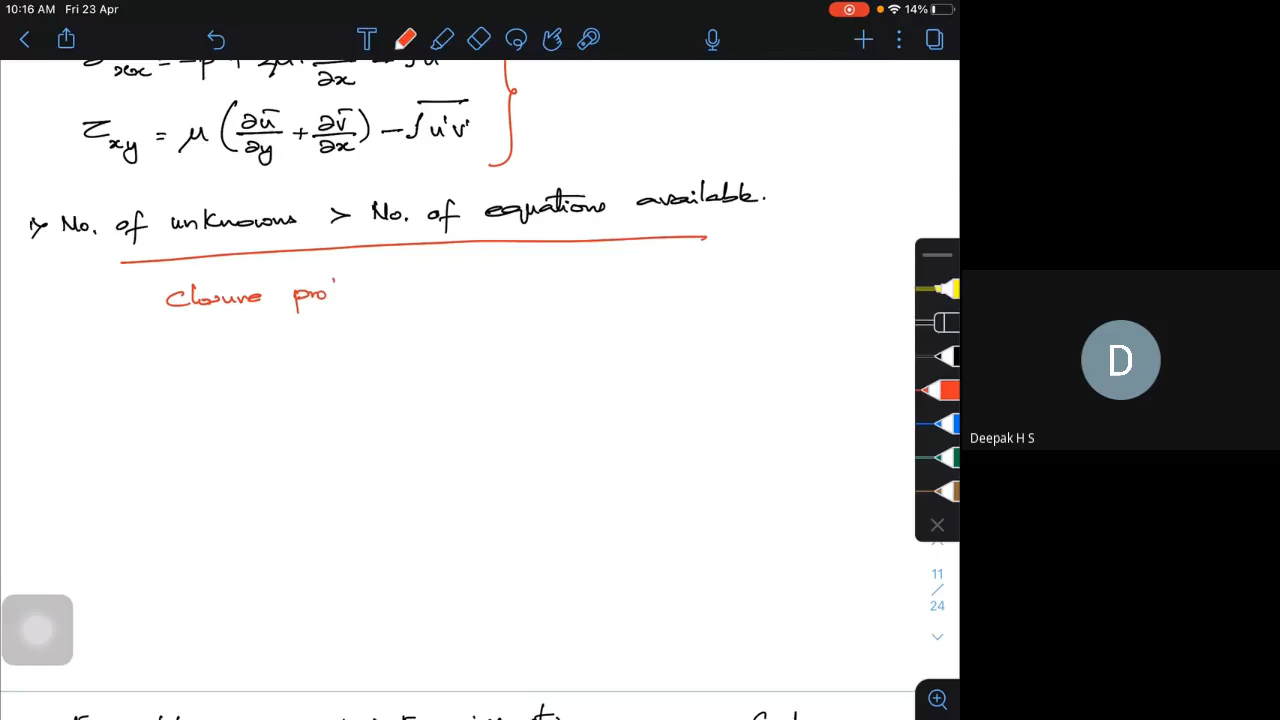 10:16 AM Fri 23 Apr
14%
T
∂x
τxy = μ (∂ū/∂y + ∂v̄/∂x) − ρu'v'
No. of unknowns > No. of equations available.
closure pro
D
Deepak H S
11
/
24